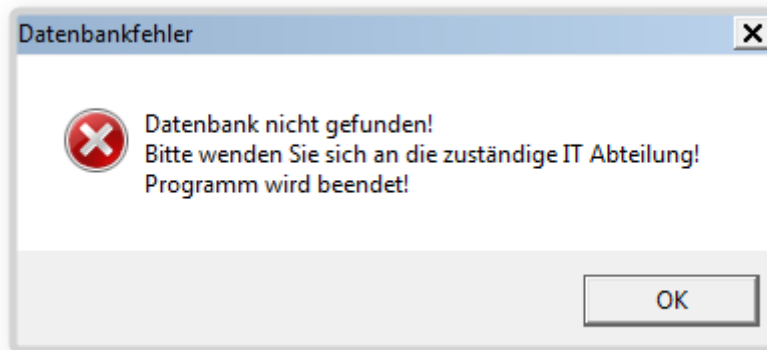 Datenbankfehler
Datenbank nicht gefunden!
Bitte wenden Sie sich an die zuständige IT Abteilung!
Programm wird beendet!
OK